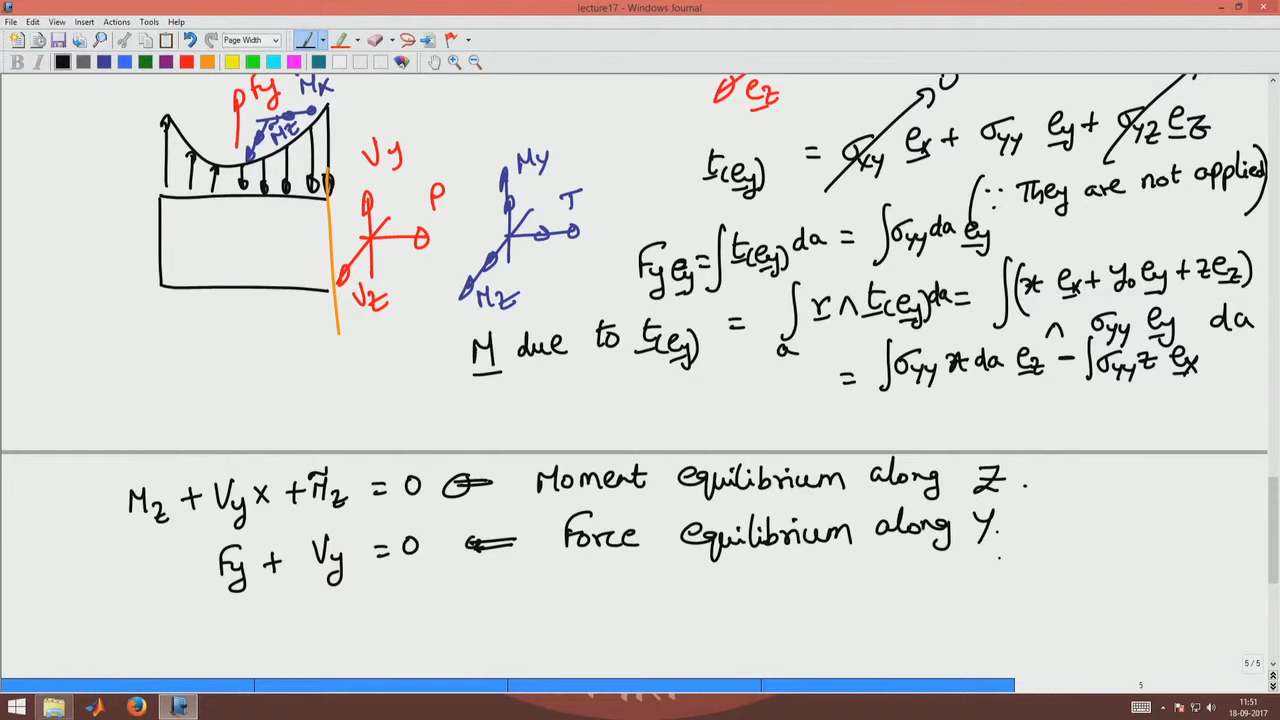 lecture17 - Windows Journal
File Edit View Insert Actions Tools Help
Page Width
B I
Fy Mx
M̃z
Vy
P
Vz
My
T
Mz
ez
t(ey) = σxy ex + σyy ey + σyz ez
(∵ They are not applied)
Fy ey = ∫ t(ey) da = ∫ σyy da ey
M due to t(ey) = ∫a r ∧ t(ey) da = ∫ (x ex + y0 ey + z ez)
∧ σyy ey da
= ∫ σyy x da ez - ∫ σyy z ex
Mz + Vy x + M̃z = 0 ⇐ Moment equilibrium along Z.
Fy + Vy = 0 ⇐ Force equilibrium along Y.
5/5
5
11:51
18-09-2017